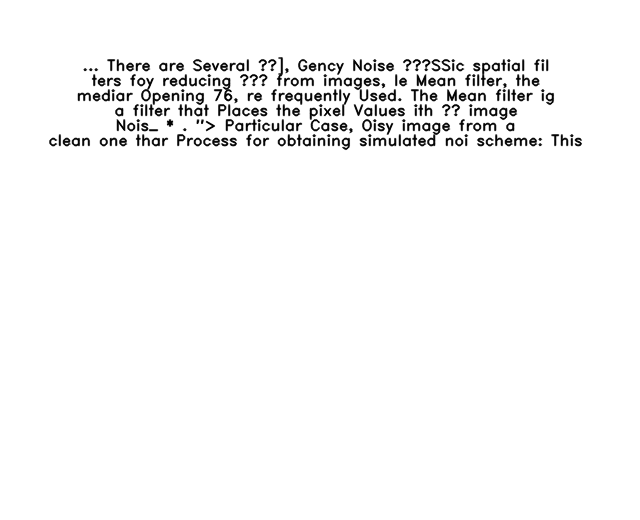 ... There are Several ??], Gency Noise ???SSic spatial fil
ters foy reducing ??? from images, le Mean filter, the
mediar Opening 76, re frequently Used. The Mean filter ig
a filter that Places the pixel Values ith ?? image
Nois_ * . "> Particular Case, Oisy image from a
clean one thar Process for obtaining simulated noi scheme: This